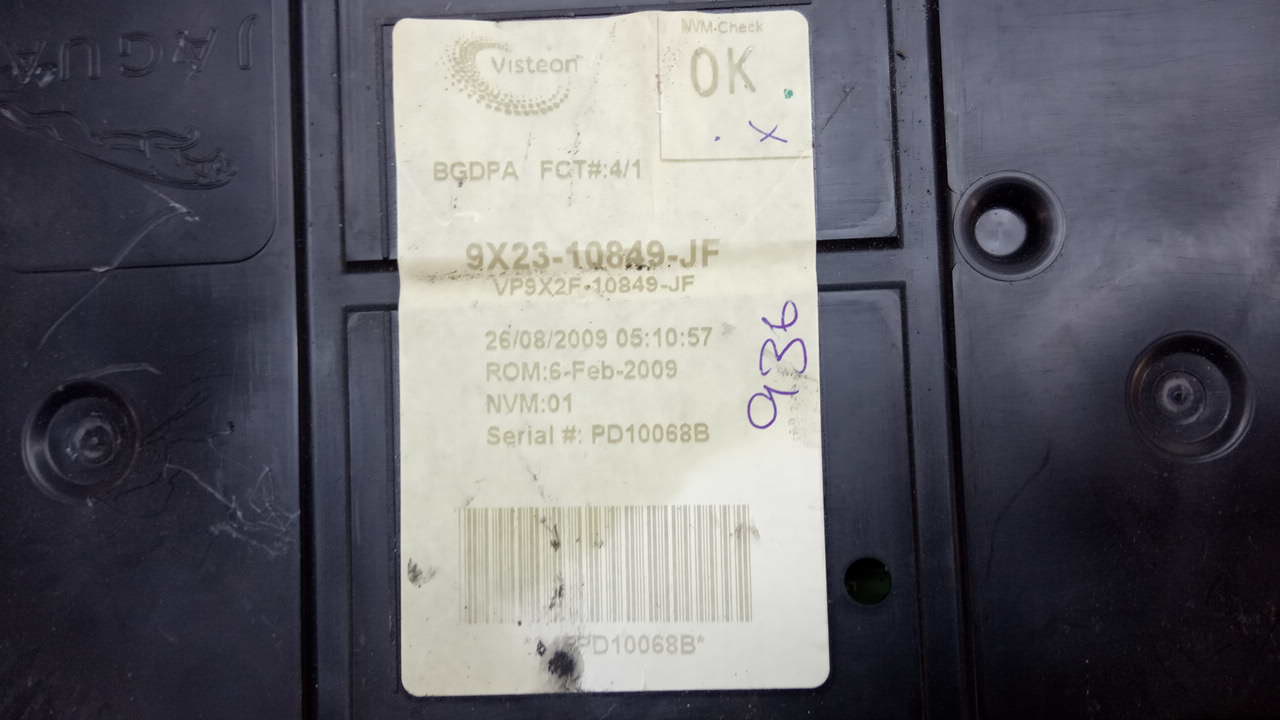 JAGUA
Visteon
NVM-Check
OK
x
BGDPA FCT#:4/1
9X23-10849-JF
VP9X2F-10849-JF
26/08/2009 05:10:57
ROM:6-Feb-2009
NVM:01
Serial #: PD10068B
936
PD10068B*